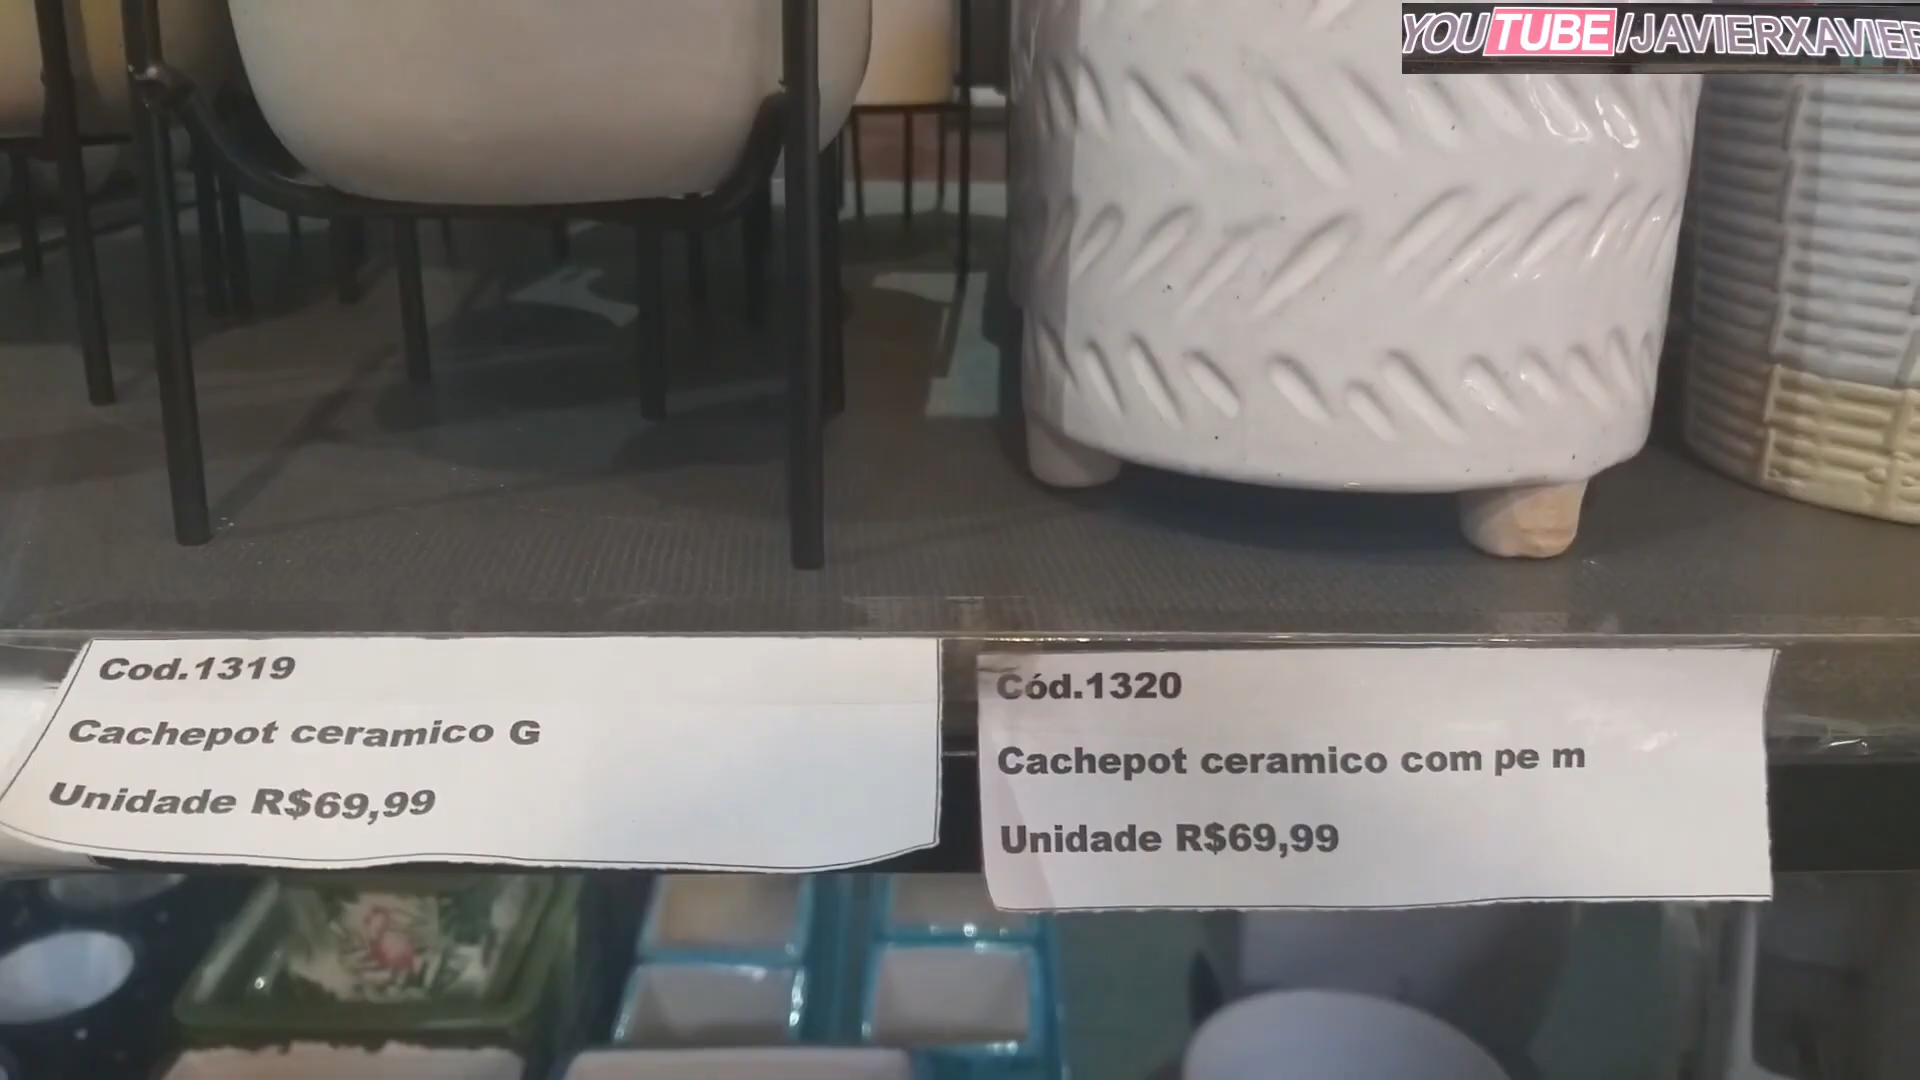 YOUTUBE/JAVIERXAVIER
Cod.1319
Cachepot ceramico G
Unidade R$69,99
Cód.1320
Cachepot ceramico com pe m
Unidade R$69,99